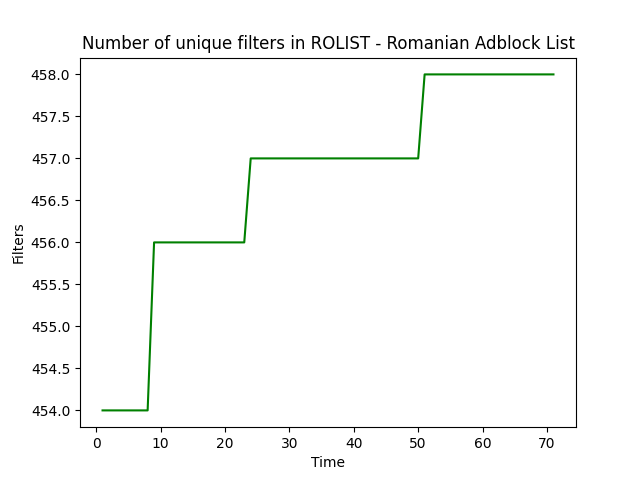 Number of unique filters in ROLIST - Romanian Adblock List
458.0
457.5
457.0
456.5
456.0
455.5
455.0
454.5
454.0
Filters
0 10 20 30 40 50 60 70
Time